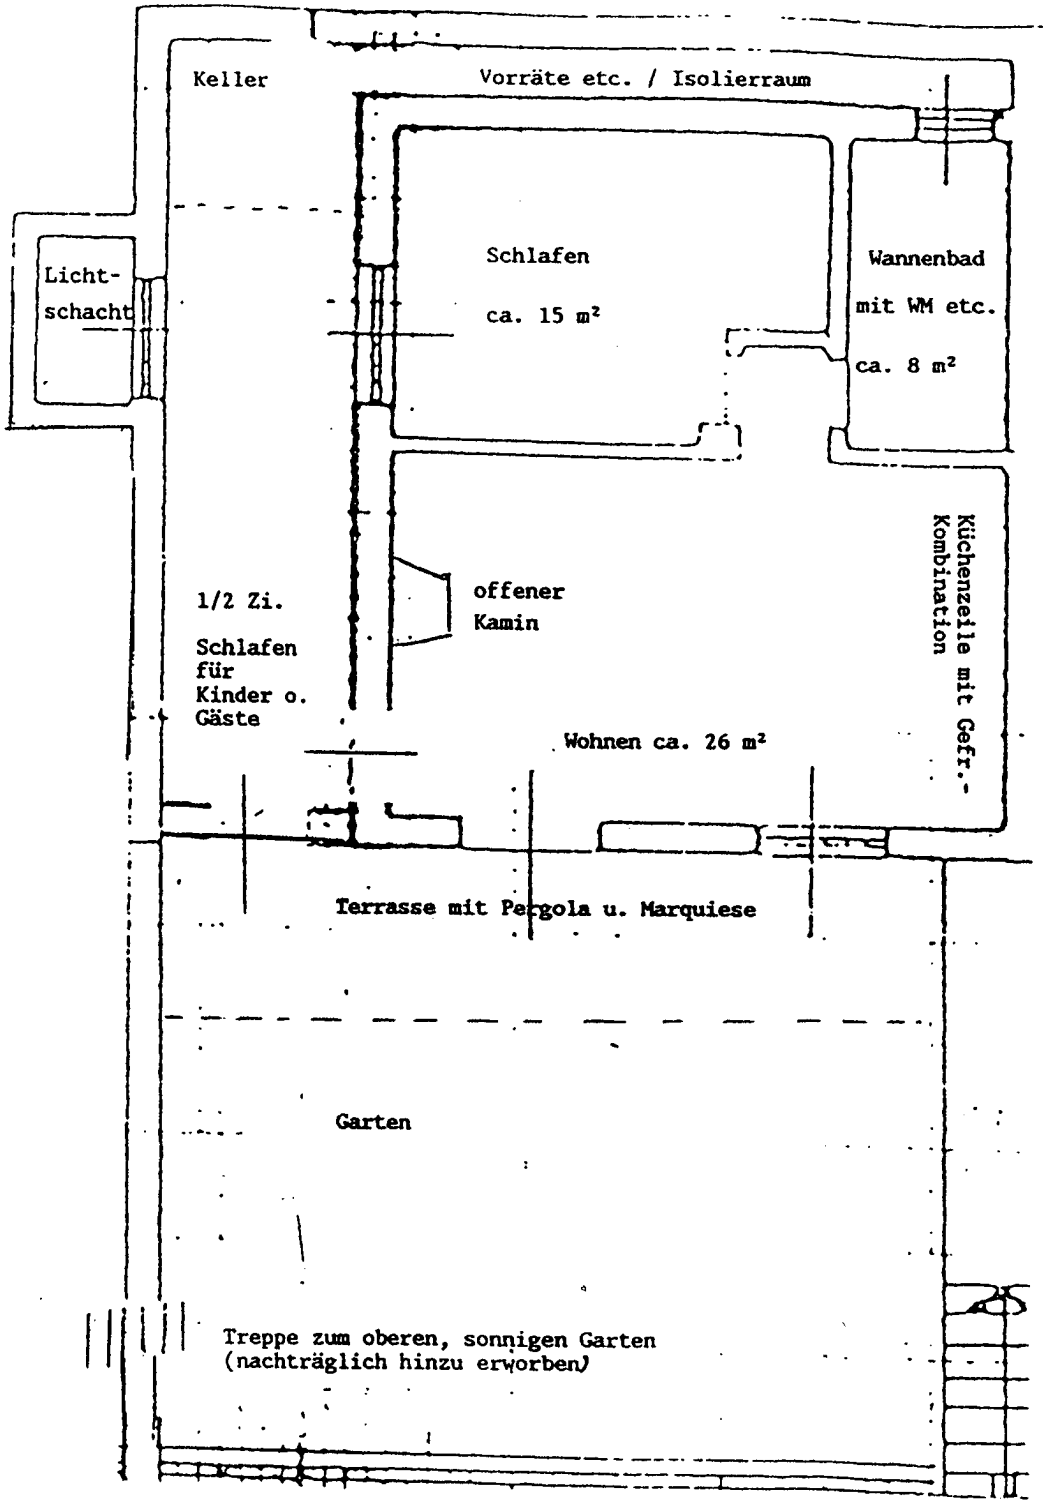 Keller
Vorräte etc. / Isolierraum
Licht-
schacht
Schlafen
ca. 15 m²
Wannenbad
mit WM etc.
ca. 8 m²
1/2 Zi.
Schlafen
für
Kinder o.
Gäste
offener
Kamin
Küchenzeile mit Gefr.-
Kombination
Wohnen ca. 26 m²
Terrasse mit Pergola u. Marquiese
Garten
Treppe zum oberen, sonnigen Garten
(nachträglich hinzu erworben)